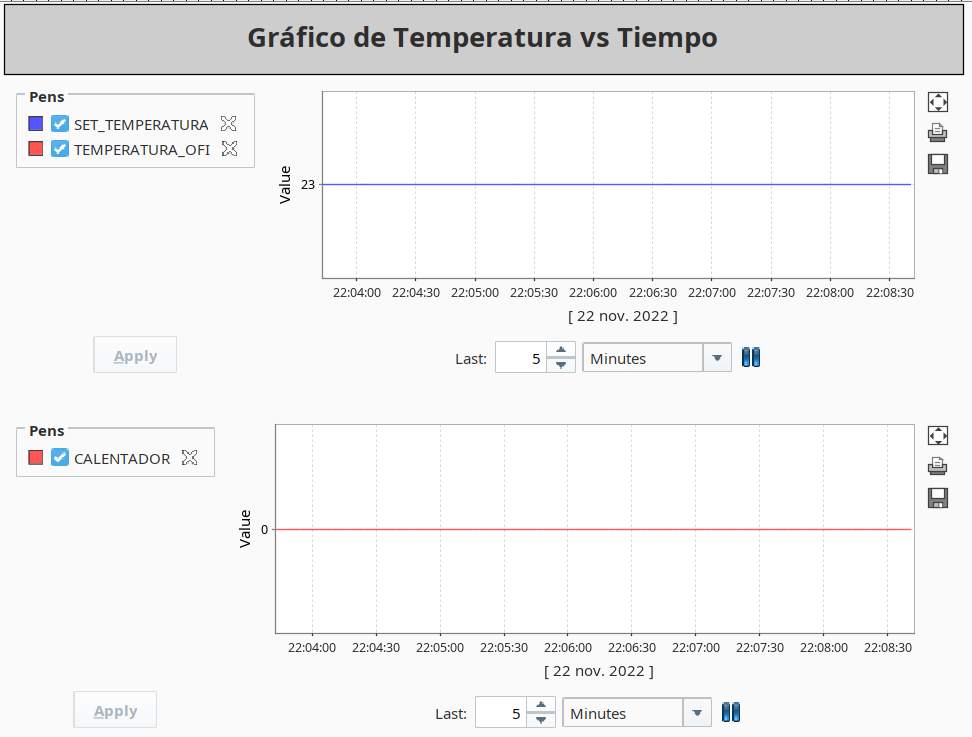 Gráfico de Temperatura vs Tiempo
Pens
SET_TEMPERATURA
TEMPERATURA_OFI
Value
23
22:04:00 22:04:30 22:05:00 22:05:30 22:06:00 22:06:30 22:07:00 22:07:30 22:08:00 22:08:30
[ 22 nov. 2022 ]
Apply
Last: 5 Minutes
Pens
CALENTADOR
Value
0
22:04:00 22:04:30 22:05:00 22:05:30 22:06:00 22:06:30 22:07:00 22:07:30 22:08:00 22:08:30
[ 22 nov. 2022 ]
Apply
Last: 5 Minutes